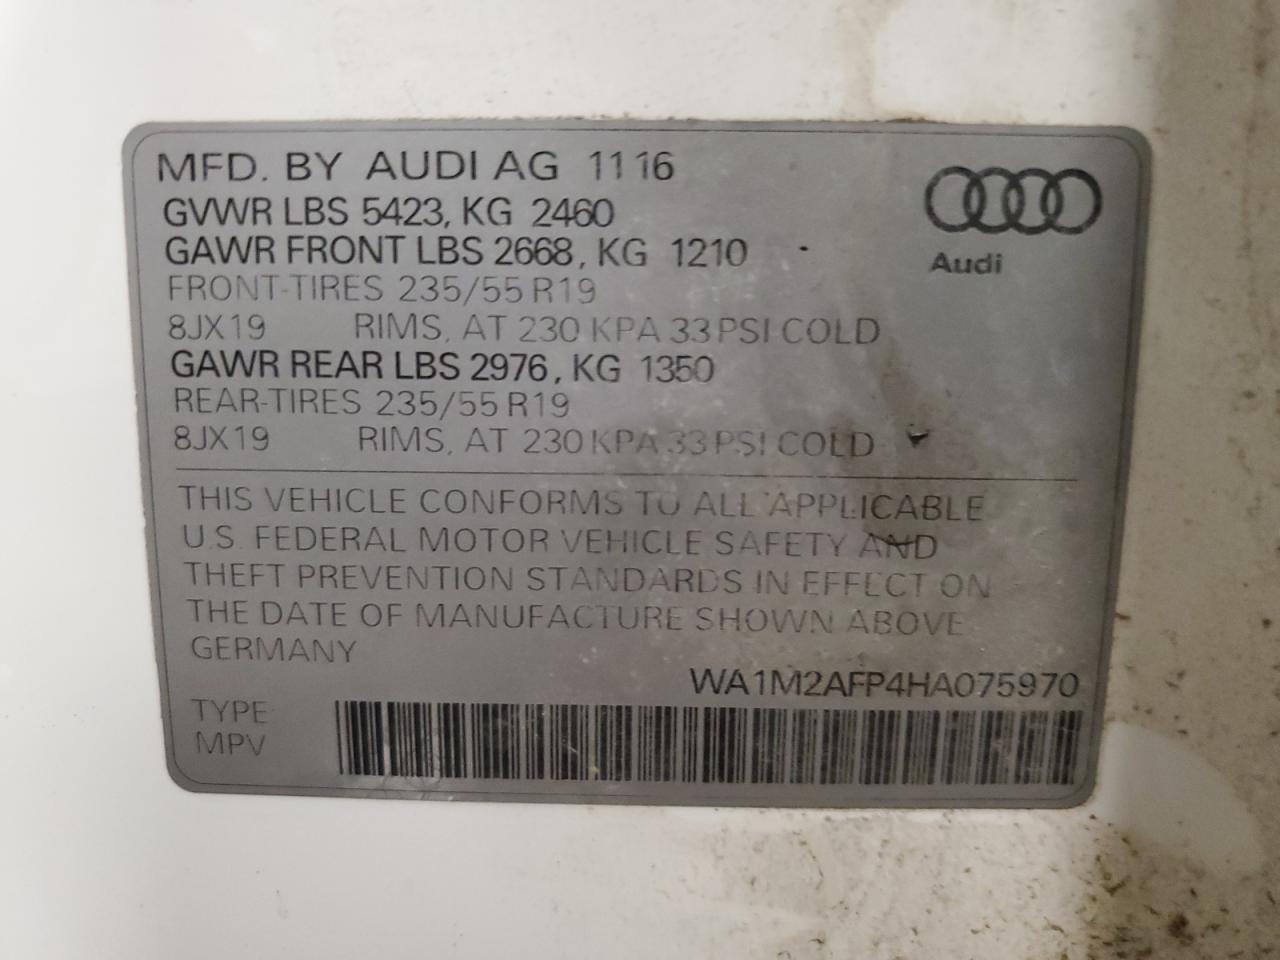 MFD. BY AUDI AG 11 16
GVWR LBS 5423, KG 2460
GAWR FRONT LBS 2668, KG 1210
FRONT-TIRES 235/55 R19
8JX19 RIMS, AT 230 KPA 33 PSI COLD
GAWR REAR LBS 2976, KG 1350
REAR-TIRES 235/55 R19
8JX19 RIMS, AT 230 KPA 33 PSI COLD
Audi
THIS VEHICLE CONFORMS TO ALL APPLICABLE
U.S. FEDERAL MOTOR VEHICLE SAFETY AND
THEFT PREVENTION STANDARDS IN EFFECT ON
THE DATE OF MANUFACTURE SHOWN ABOVE
GERMANY
WA1M2AFP4HA075970
TYPE
MPV